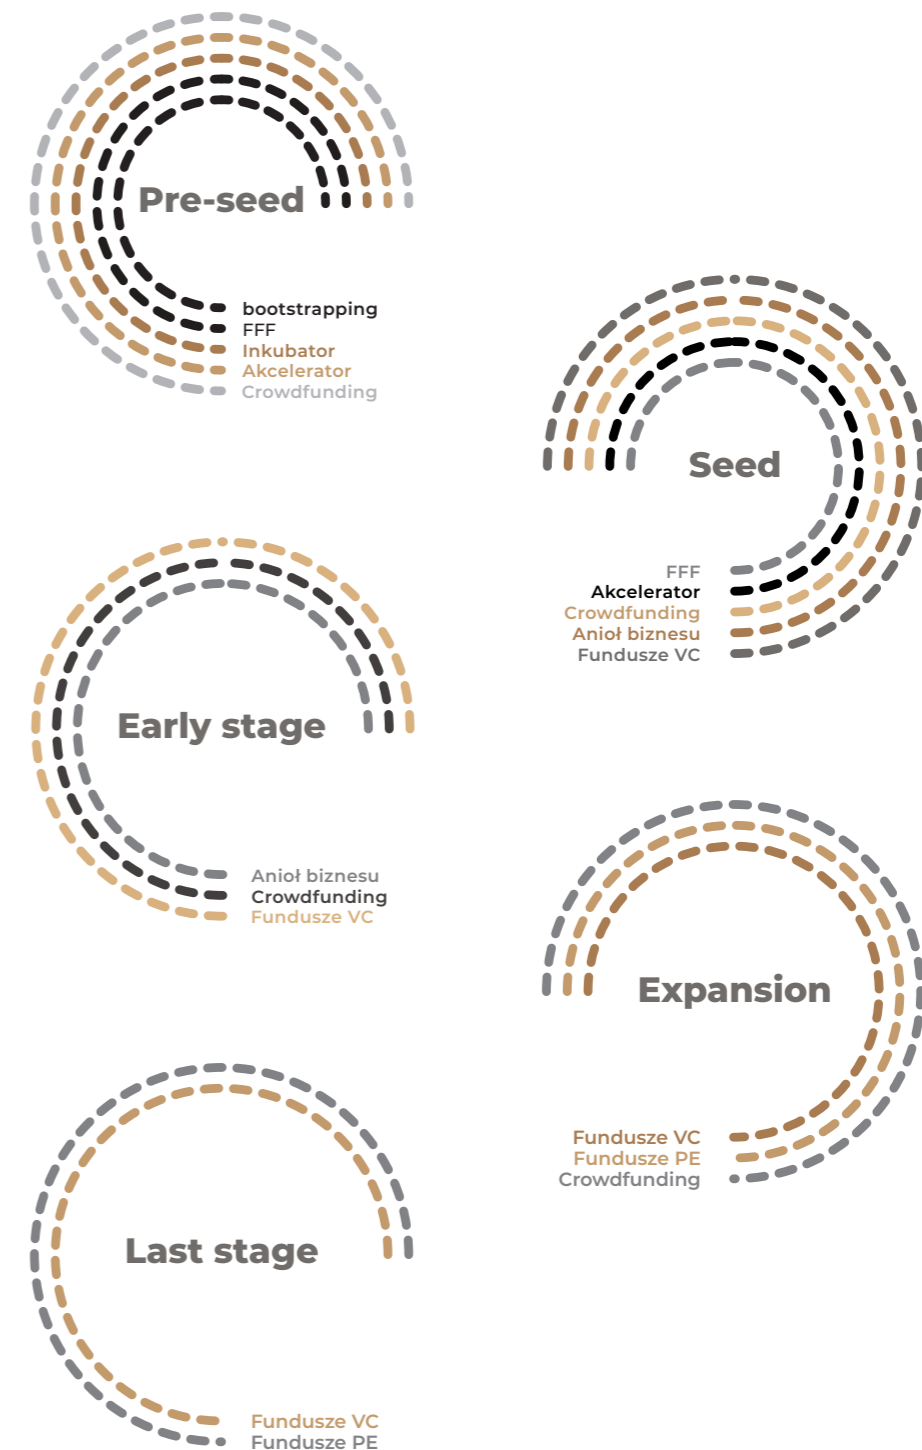 Pre-seed
bootstrapping
FFF
Inkubator
Akcelerator
Crowdfunding
Seed
FFF
Akcelerator
Crowdfunding
Anioł biznesu
Fundusze VC
Early stage
Anioł biznesu
Crowdfunding
Fundusze VC
Expansion
Fundusze VC
Fundusze PE
Crowdfunding
Last stage
Fundusze VC
Fundusze PE